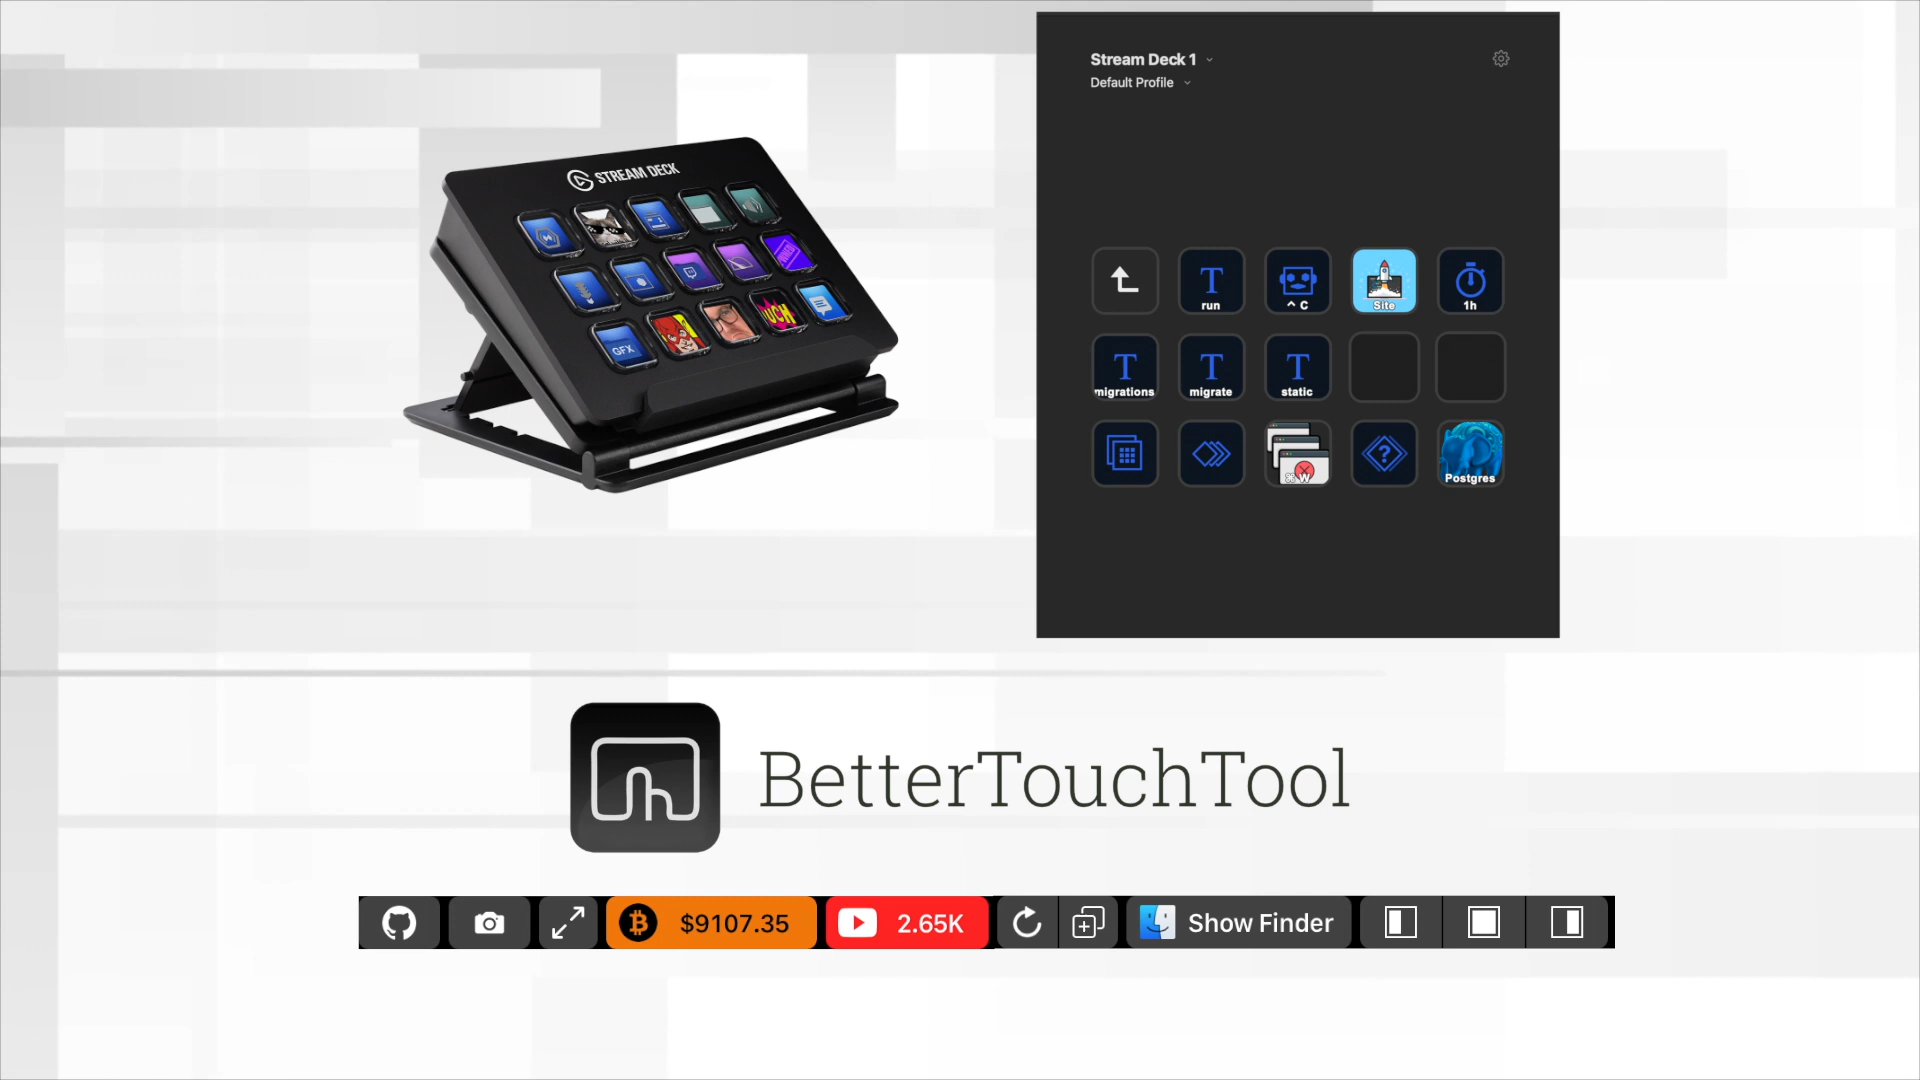 STREAM DECK
GFX
Stream Deck 1
Default Profile
T
run
^ C
Site
1h
T
migrations
T
migrate
T
static
⌘W
?
Postgres
BetterTouchTool
$9107.35
2.65K
Show Finder